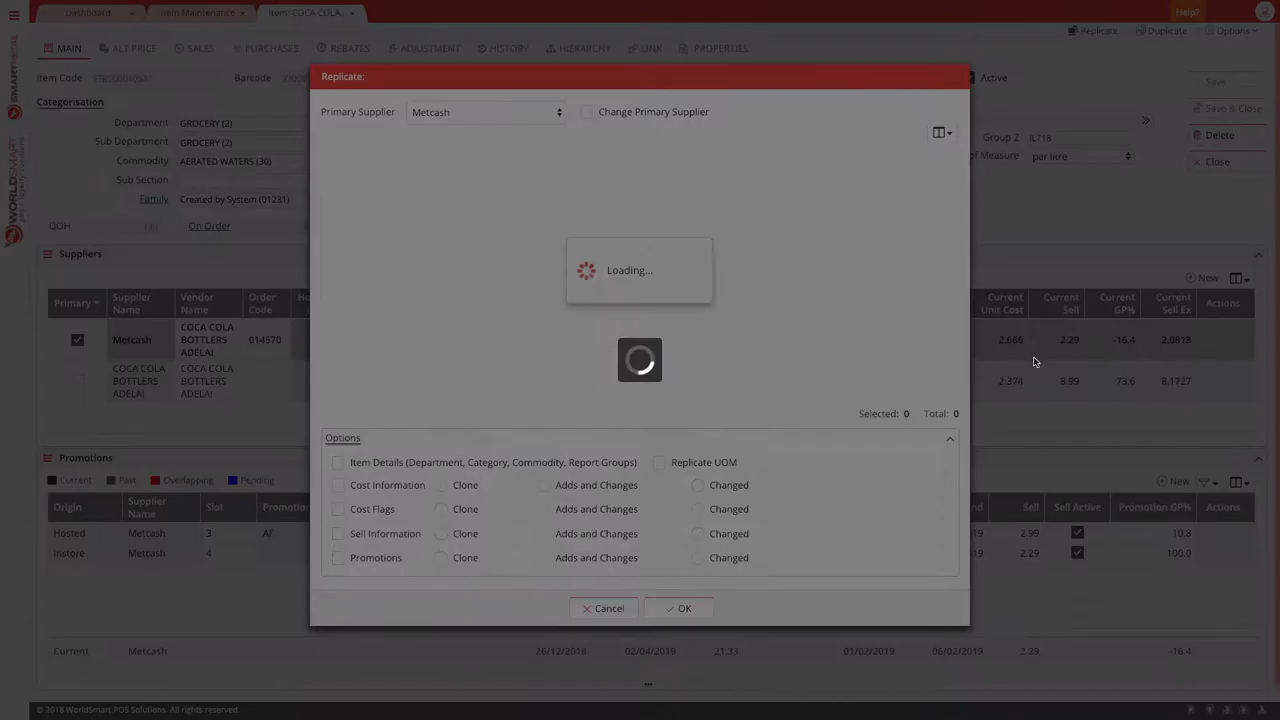 Dashboard × Item Maintenance × Item: COCA COLA... × Help?
Replicate Duplicate Options
MAIN ALT PRICE SALES PURCHASES REBATES ADJUSTMENT HISTORY HIERARCHY LINK PROPERTIES
Replicate:
Item Code Barcode Active Save
Categorisation
Primary Supplier Metcash Change Primary Supplier
Save & Close
Department GROCERY (2)
Sub Department GROCERY (2)
Group 2 IL718 Delete
Commodity AERATED WATERS (30)
of Measure per litre Close
Sub Section
Family Created by System (01231)
QOH On Order
Suppliers
Loading...
New
Primary Supplier Name Vendor Name Order Code Current Unit Cost Current Sell Current GP% Current Sell Ex Actions
Metcash COCA COLA BOTTLERS ADELAI 014570 2.666 2.29 -16.4 2.0818
COCA COLA BOTTLERS ADELAI COCA COLA BOTTLERS ADELAI 2.374 8.99 73.6 8.1727
Selected: 0 Total: 0
Options
Promotions
Item Details (Department, Category, Commodity, Report Groups) Replicate UOM
Current Past Overlapping Pending
New
Cost Information Clone Adds and Changes Changed
Origin Supplier Name Slot Promotion Sell Sell Active Promotion GP% Actions
Cost Flags Clone Adds and Changes Changed
Hosted Metcash 3 AF 19 2.99 10.8
Sell Information Clone Adds and Changes Changed
Instore Metcash 4 19 2.29 100.0
Promotions Clone Adds and Changes Changed
Cancel OK
Current Metcash 26/12/2018 02/04/2019 21.33 01/02/2019 06/02/2019 2.29 -16.4
© 2018 WorldSmart POS Solutions. All rights reserved.
SMARTRETAIL
WORLDSMART